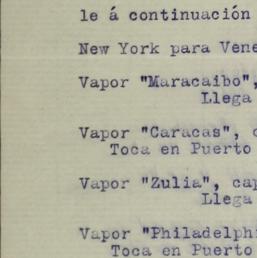 le á continuación
New York para Vene
Vapor "Maracaibo",
Llega
Vapor "Caracas", c
Toca en Puerto
Vapor "Zulia", cap
Llega
Vapor "Philadelphi
Toca en Puerto